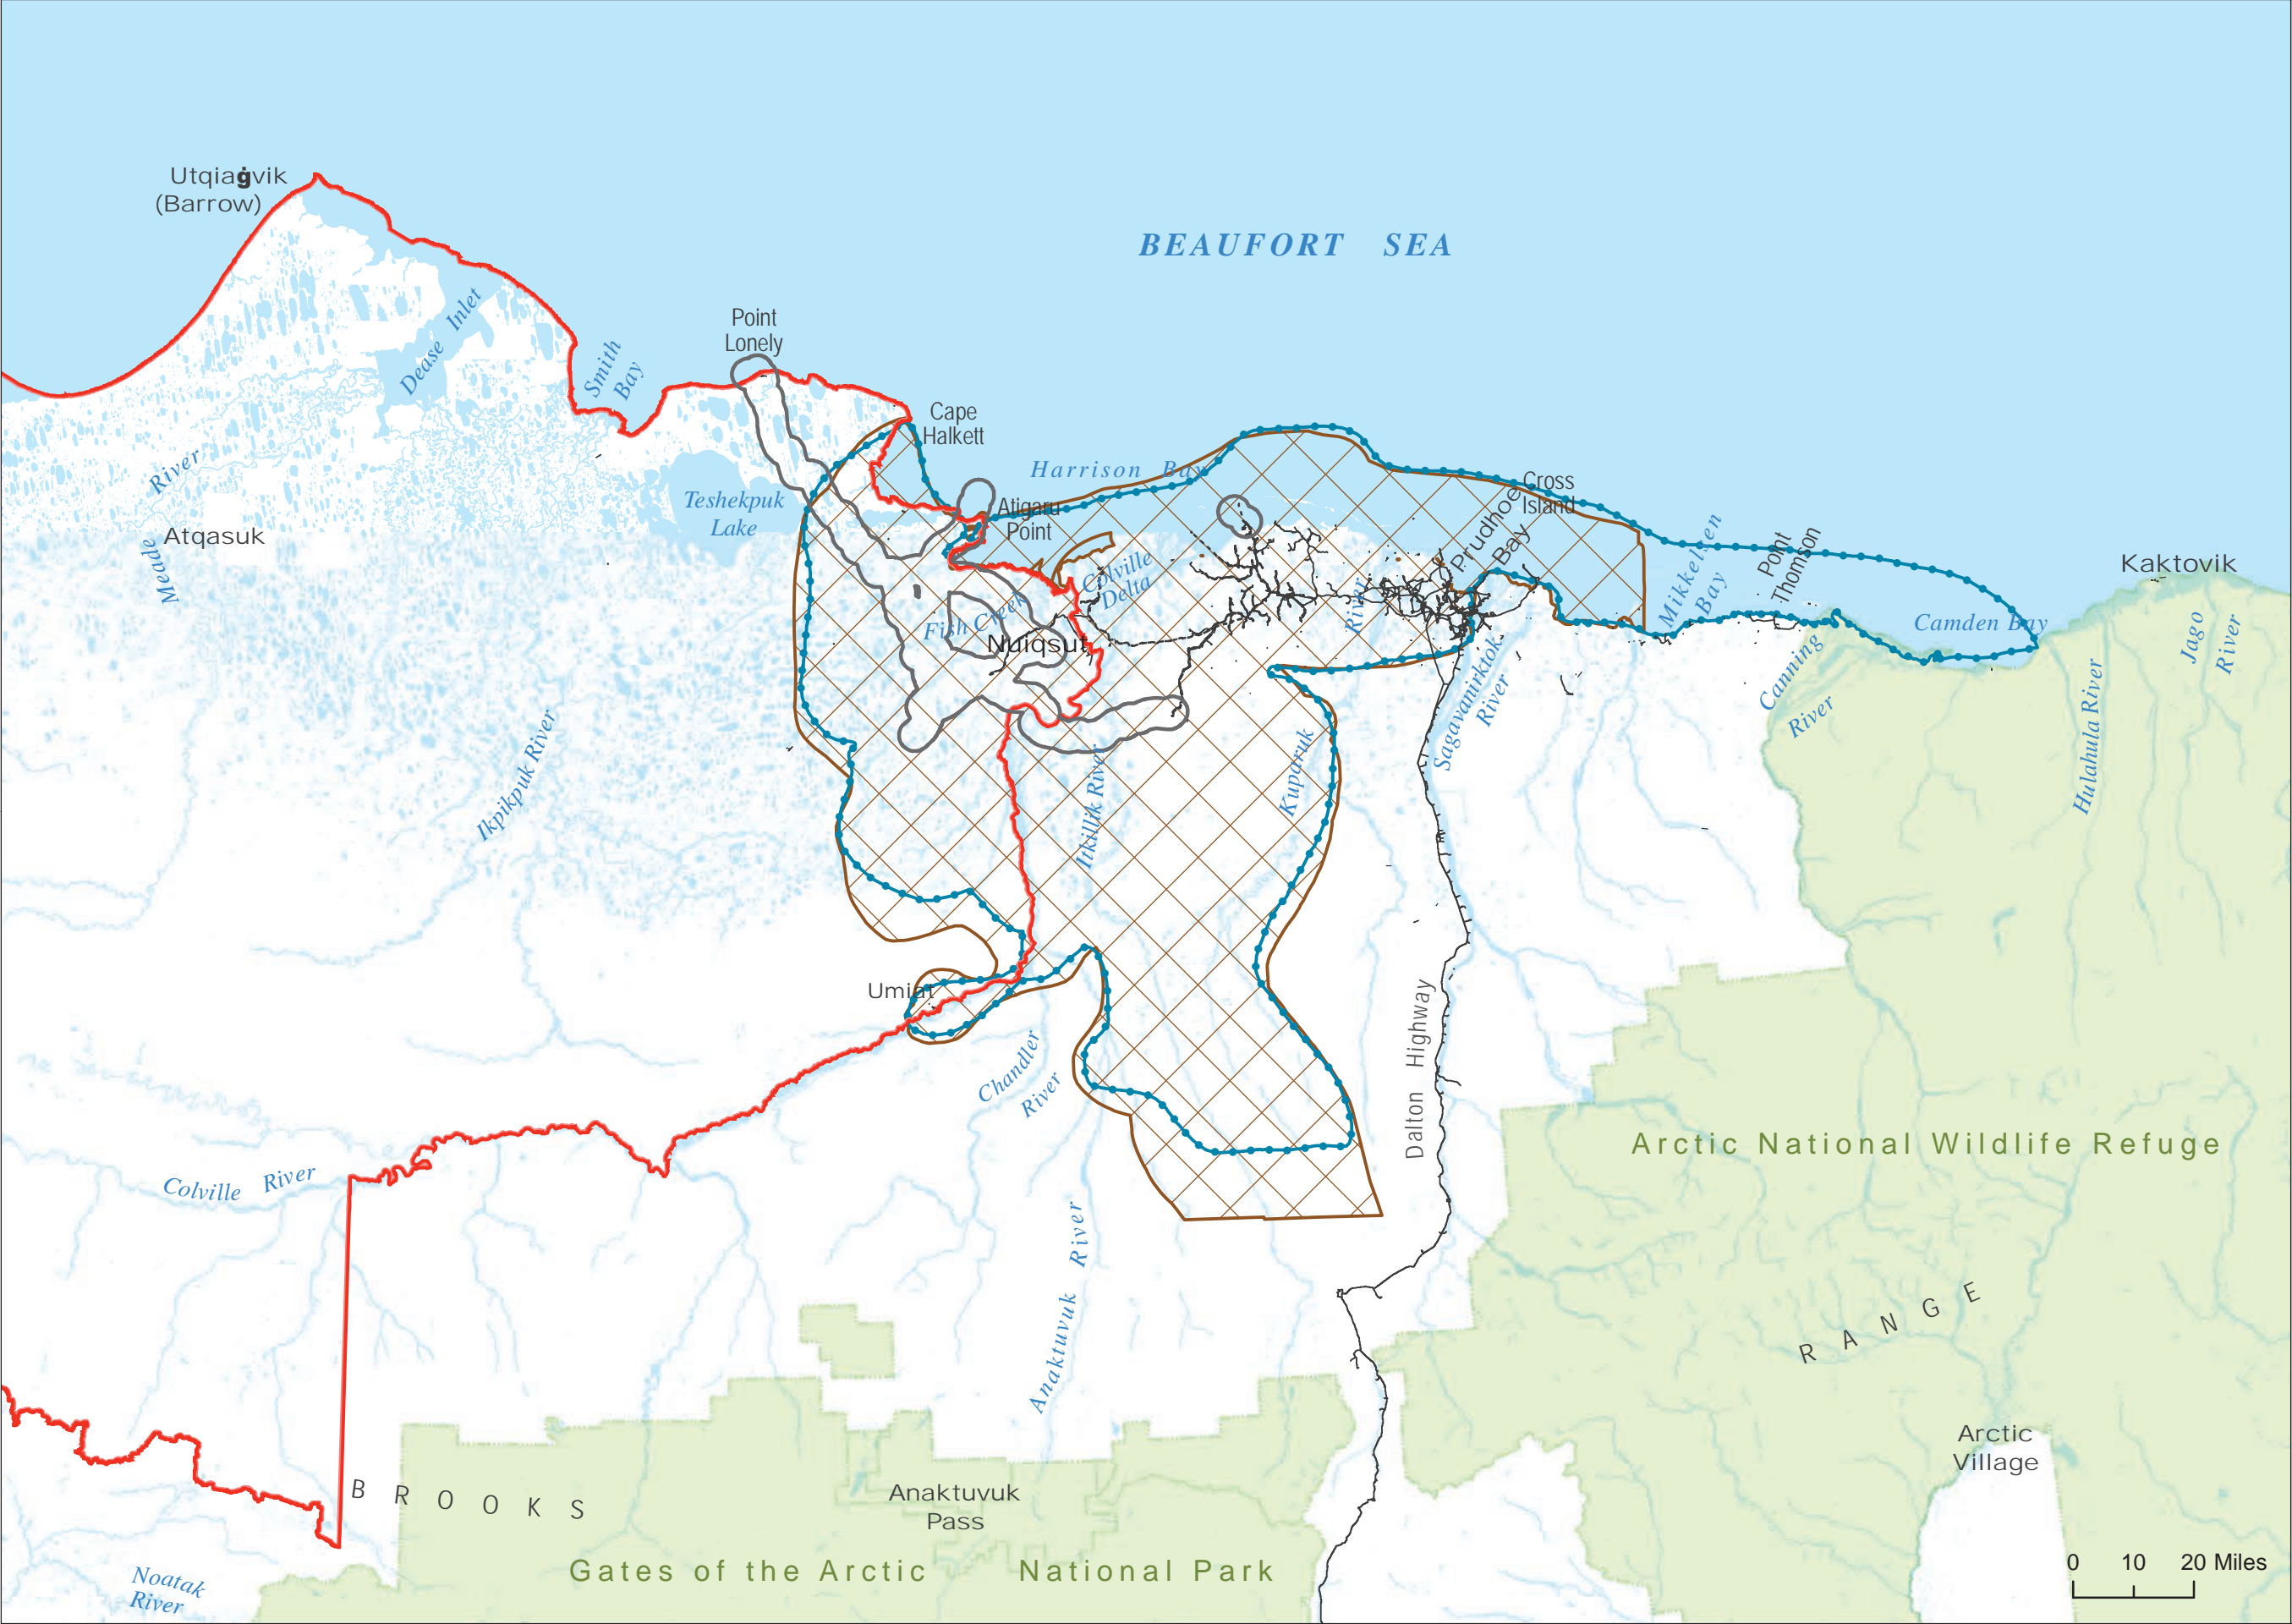 Utqiaġvik
(Barrow)
BEAUFORT SEA
Dease Inlet
Smith
Bay
Point
Lonely
Cape
Halkett
Harrison Bay
Cross
Island
Prudhoe
Bay
Teshekpuk
Lake
Atigaru
Point
Meade River
Atqasuk
Colville
Delta
Mikkelsen
Bay
Point
Thomson
Kaktovik
Fish Creek
Nuiqsut
River
Camden Bay
Jago
River
Canning
River
Sagavanirktok
River
Hulahula River
Ikpikpuk River
Itkillik River
Kuparuk
Umiat
Chandler
River
Dalton Highway
Arctic National Wildlife Refuge
Colville River
Anaktuvuk River
RANGE
Arctic
Village
BROOKS
Anaktuvuk
Pass
Gates of the Arctic National Park
Noatak
River
0 10 20 Miles